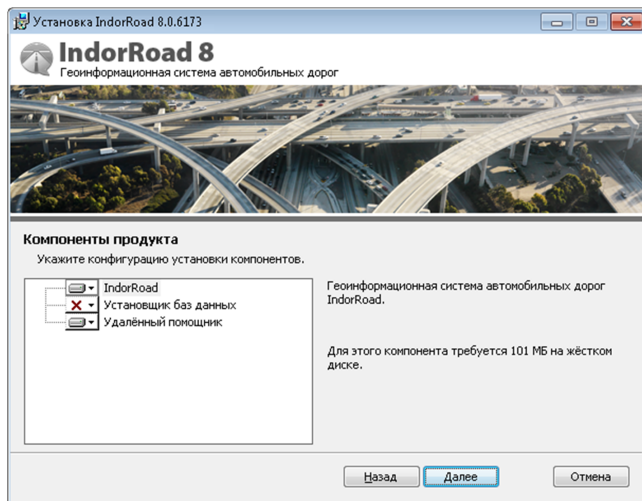 Установка IndorRoad 8.0.6173
IndorRoad 8
Геоинформационная система автомобильных дорог
Компоненты продукта
Укажите конфигурацию установки компонентов.
IndorRoad
Установщик баз данных
Удалённый помощник
Геоинформационная система автомобильных дорог
IndorRoad.
Для этого компонента требуется 101 МБ на жёстком
диске.
Назад
Далее
Отмена